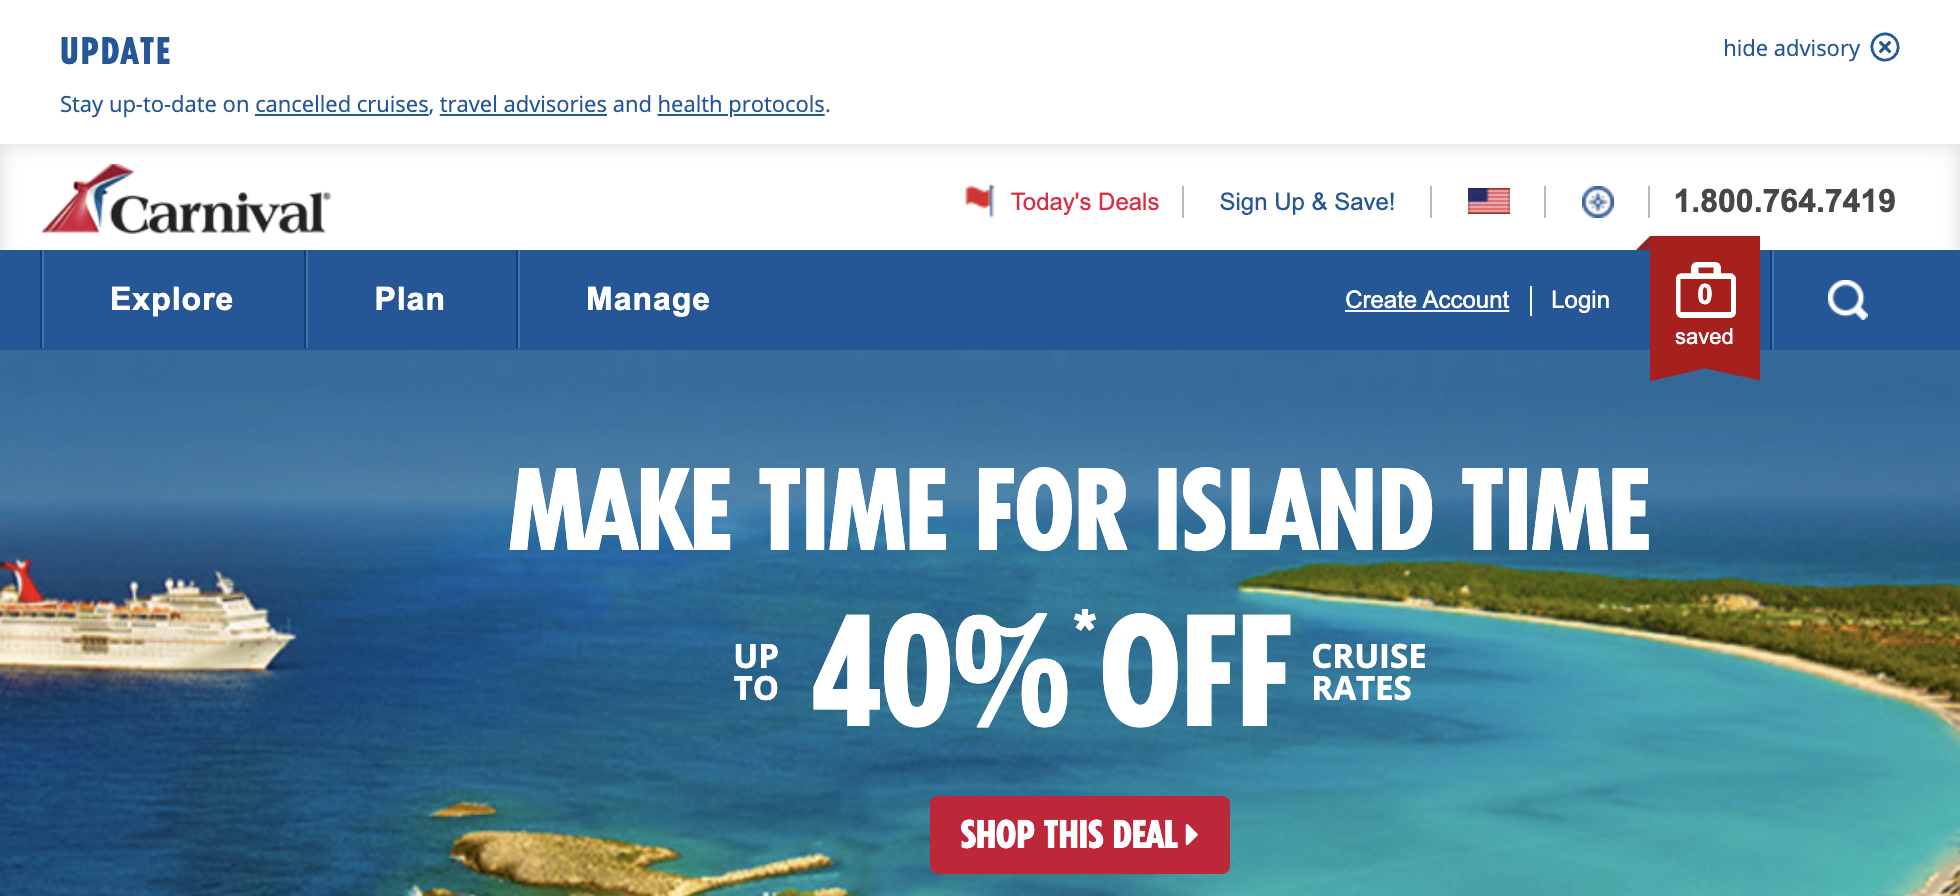 UPDATE
hide advisory
Stay up-to-date on cancelled cruises, travel advisories and health protocols.
Carnival®
Today's Deals
Sign Up & Save!
1.800.764.7419
Explore
Plan
Manage
Create Account
Login
0
saved
MAKE TIME FOR ISLAND TIME
UP TO
40%*OFF
CRUISE RATES
SHOP THIS DEAL